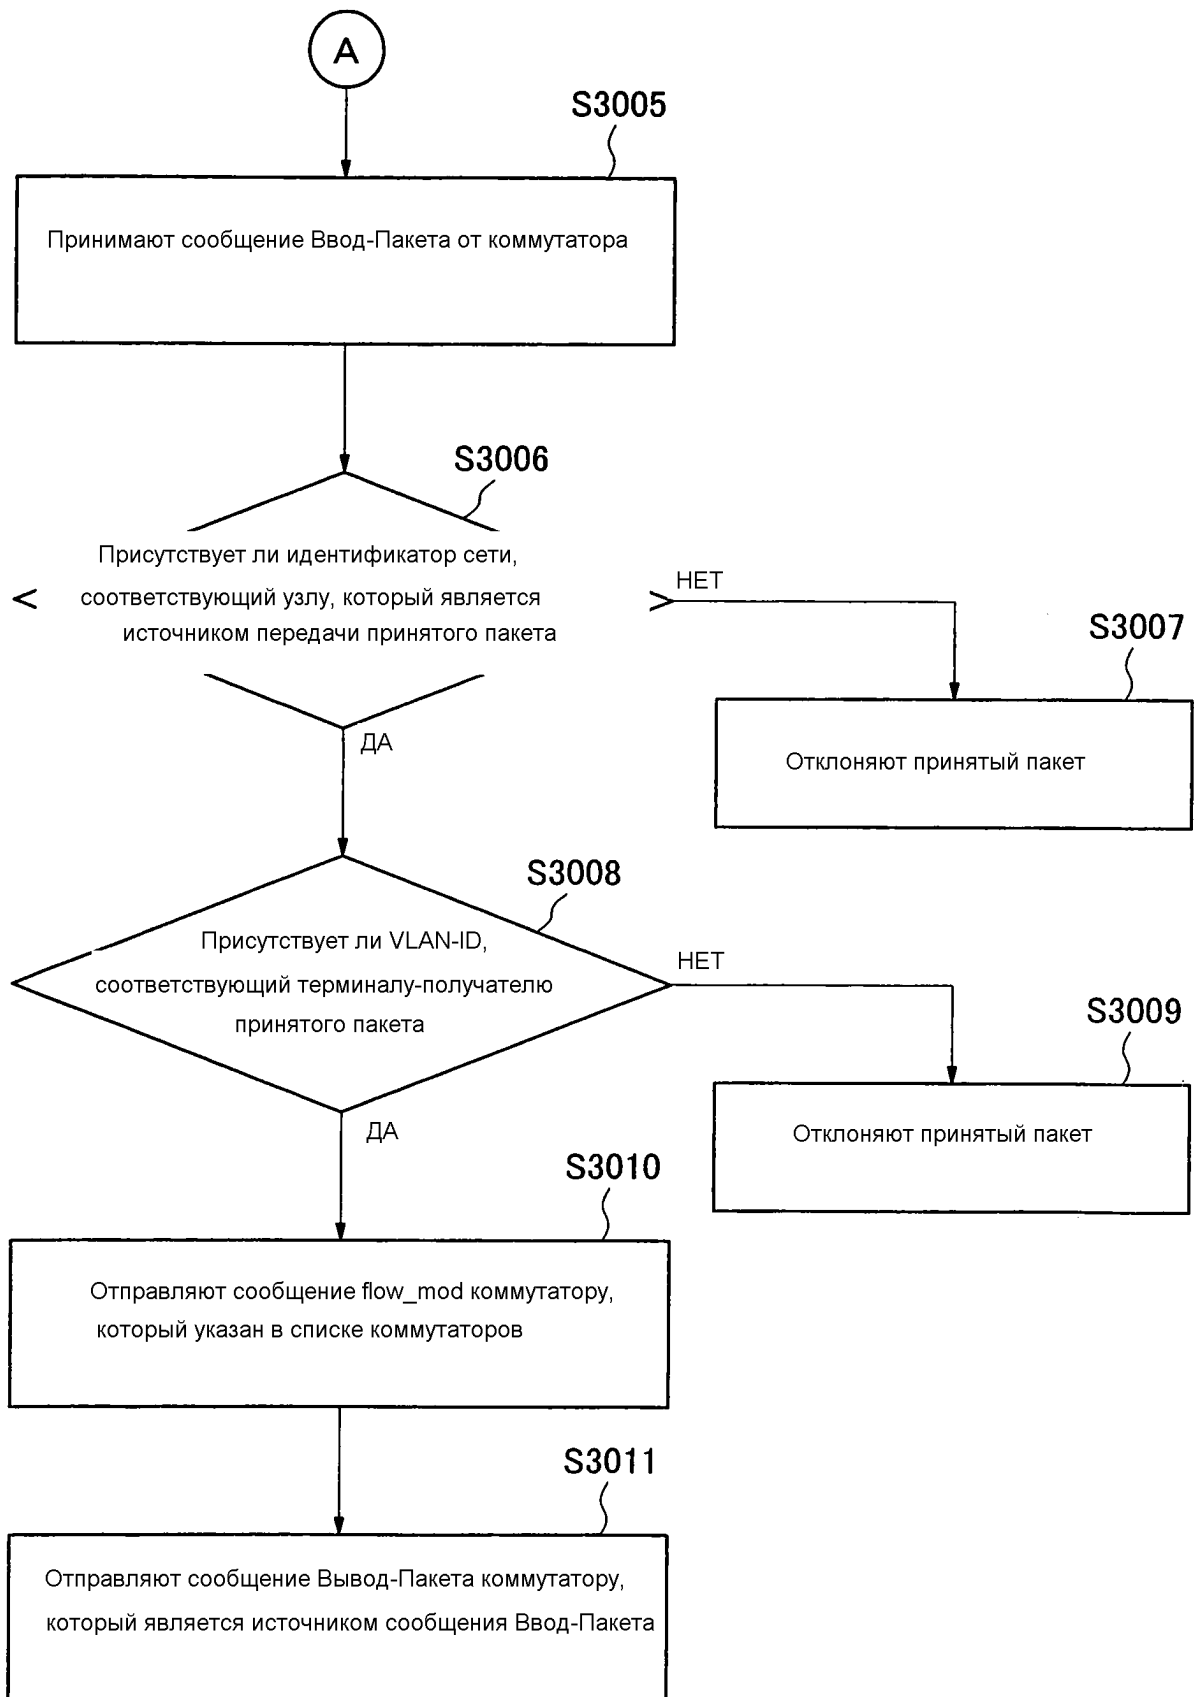 A
S3005
Принимают сообщение Ввод-Пакета от коммутатора
S3006
Присутствует ли идентификатор сети,
соответствующий узлу, который является
источником передачи принятого пакета
НЕТ
S3007
Отклоняют принятый пакет
ДА
S3008
Присутствует ли VLAN-ID,
соответствующий терминалу-получателю
принятого пакета
НЕТ
S3009
Отклоняют принятый пакет
ДА
S3010
Отправляют сообщение flow_mod коммутатору,
который указан в списке коммутаторов
S3011
Отправляют сообщение Вывод-Пакета коммутатору,
который является источником сообщения Ввод-Пакета